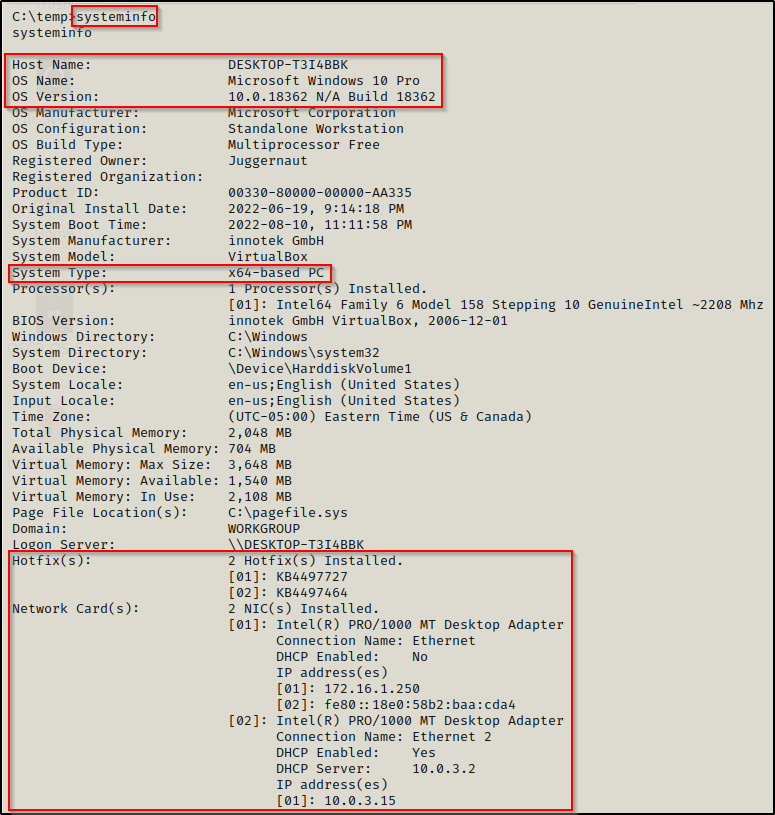 C:\temp>systeminfo
systeminfo
Host Name:                 DESKTOP-T3I4BBK
OS Name:                   Microsoft Windows 10 Pro
OS Version:                10.0.18362 N/A Build 18362
OS Manufacturer:           Microsoft Corporation
OS Configuration:          Standalone Workstation
OS Build Type:             Multiprocessor Free
Registered Owner:          Juggernaut
Registered Organization:
Product ID:                00330-80000-00000-AA335
Original Install Date:     2022-06-19, 9:14:18 PM
System Boot Time:          2022-08-10, 11:11:58 PM
System Manufacturer:       innotek GmbH
System Model:              VirtualBox
System Type:               x64-based PC
Processor(s):              1 Processor(s) Installed.
                           [01]: Intel64 Family 6 Model 158 Stepping 10 GenuineIntel ~2208 Mhz
BIOS Version:              innotek GmbH VirtualBox, 2006-12-01
Windows Directory:         C:\Windows
System Directory:          C:\Windows\system32
Boot Device:               \Device\HarddiskVolume1
System Locale:             en-us;English (United States)
Input Locale:              en-us;English (United States)
Time Zone:                 (UTC-05:00) Eastern Time (US & Canada)
Total Physical Memory:     2,048 MB
Available Physical Memory: 704 MB
Virtual Memory: Max Size:  3,648 MB
Virtual Memory: Available: 1,540 MB
Virtual Memory: In Use:    2,108 MB
Page File Location(s):     C:\pagefile.sys
Domain:                    WORKGROUP
Logon Server:              \\DESKTOP-T3I4BBK
Hotfix(s):                 2 Hotfix(s) Installed.
                           [01]: KB4497727
                           [02]: KB4497464
Network Card(s):           2 NIC(s) Installed.
                           [01]: Intel(R) PRO/1000 MT Desktop Adapter
                                 Connection Name: Ethernet
                                 DHCP Enabled:    No
                                 IP address(es)
                                 [01]: 172.16.1.250
                                 [02]: fe80::18e0:58b2:baa:cda4
                           [02]: Intel(R) PRO/1000 MT Desktop Adapter
                                 Connection Name: Ethernet 2
                                 DHCP Enabled:    Yes
                                 DHCP Server:     10.0.3.2
                                 IP address(es)
                                 [01]: 10.0.3.15